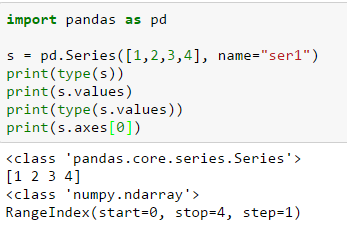 import pandas as pd
s = pd.Series([1,2,3,4], name="ser1")
print(type(s))
print(s.values)
print(type(s.values))
print(s.axes[0])
<class 'pandas.core.series.Series'>
[1 2 3 4]
<class 'numpy.ndarray'>
RangeIndex(start=0, stop=4, step=1)